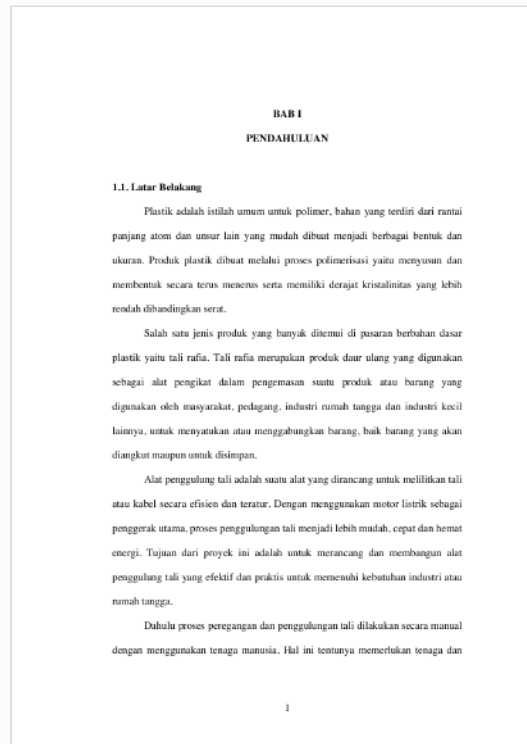 BAB I
PENDAHULUAN
1.1. Latar Belakang
Plastik adalah istilah umum untuk polimer, bahan yang terdiri dari rantai
panjang atom dan unsur lain yang mudah dibuat menjadi berbagai bentuk dan
ukuran. Produk plastik dibuat melalui proses polimerisasi yaitu menyusun dan
membentuk secara terus menerus serta memiliki derajat kristalinitas yang lebih
rendah dibandingkan serat.
Salah satu jenis produk yang banyak ditemui di pasaran berbahan dasar
plastik yaitu tali rafia. Tali rafia merupakan produk daur ulang yang digunakan
sebagai alat pengikat dalam pengemasan suatu produk atau barang yang
digunakan oleh masyarakat, pedagang, industri rumah tangga dan industri kecil
lainnya, untuk menyatukan atau menggabungkan barang, baik barang yang akan
diangkut maupun untuk disimpan.
Alat penggulung tali adalah suatu alat yang dirancang untuk melilitkan tali
atau kabel secara efisien dan teratur. Dengan menggunakan motor listrik sebagai
penggerak utama, proses penggulungan tali menjadi lebih mudah, cepat dan hemat
energi. Tujuan dari proyek ini adalah untuk merancang dan membangun alat
penggulung tali yang efektif dan praktis untuk memenuhi kebutuhan industri atau
rumah tangga.
Dahulu proses peregangan dan penggulungan tali dilakukan secara manual
dengan menggunakan tenaga manusia. Hal ini tentunya memerlukan tenaga dan
1